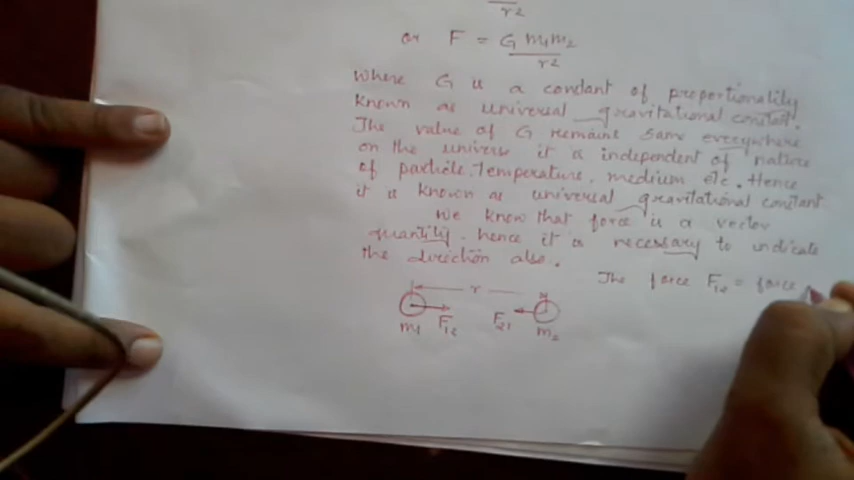 r2
or F = G m1m2
r2
where G is a constant of proportionality
known as universal gravitational constant.
The value of G remains same everywhere
on the univers it is independent of nature
of particle, Temperature, medium etc. Hence
it is known as universal gravitational constant
we know that force is a vector
quantity. hence it is necessary to indicate
the direction also.
The force F12 = force
r
m1 F12 F21 m2